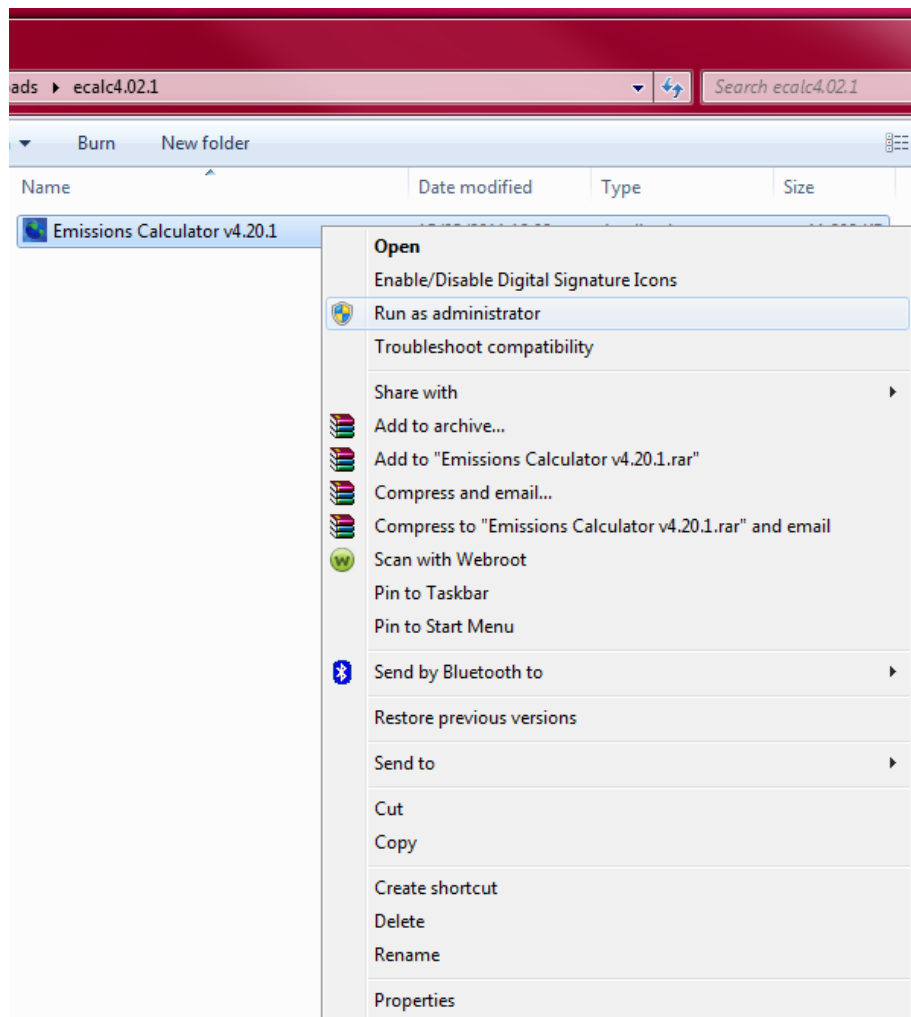 ads ▸ ecalc4.02.1
Search ecalc4.02.1
Burn New folder
Name Date modified Type Size
Emissions Calculator v4.20.1
Open
Enable/Disable Digital Signature Icons
Run as administrator
Troubleshoot compatibility
Share with
Add to archive...
Add to "Emissions Calculator v4.20.1.rar"
Compress and email...
Compress to "Emissions Calculator v4.20.1.rar" and email
Scan with Webroot
Pin to Taskbar
Pin to Start Menu
Send by Bluetooth to
Restore previous versions
Send to
Cut
Copy
Create shortcut
Delete
Rename
Properties